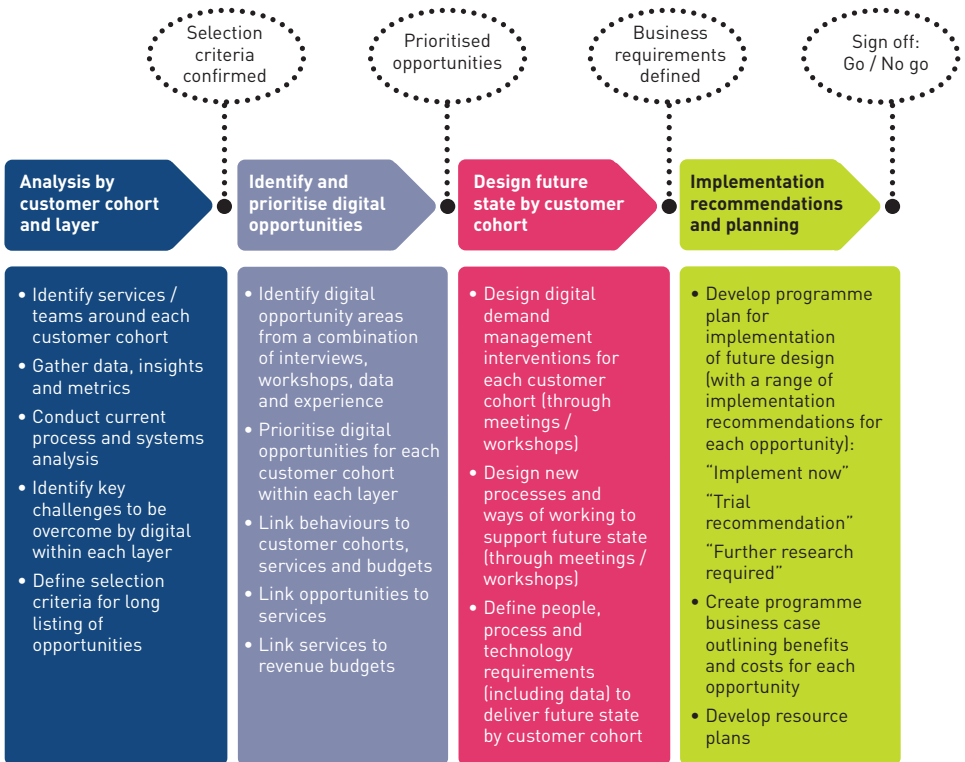 Selection
criteria
confirmed
Prioritised
opportunities
Business
requirements
defined
Sign off:
Go / No go
Analysis by
customer cohort
and layer
Identify and
prioritise digital
opportunities
Design future
state by customer
cohort
Implementation
recommendations
and planning
• Identify services /
teams around each
customer cohort
• Gather data, insights
and metrics
• Conduct current
process and systems
analysis
• Identify key
challenges to be
overcome by digital
within each layer
• Define selection
criteria for long
listing of
opportunities
• Identify digital
opportunity areas
from a combination
of interviews,
workshops, data
and experience
• Prioritise digital
opportunities for each
customer cohort
within each layer
• Link behaviours to
customer cohorts,
services and budgets
• Link opportunities to
services
• Link services to
revenue budgets
• Design digital
demand
management
interventions for
each customer
cohort (through
meetings /
workshops)
• Design new
processes and
ways of working to
support future state
(through meetings /
workshops)
• Define people,
process and
technology
requirements
(including data) to
deliver future state
by customer cohort
• Develop programme
plan for
implementation
of future design
(with a range of
implementation
recommendations for
each opportunity):
“Implement now”
“Trial
recommendation”
“Further research
required”
• Create programme
business case
outlining benefits
and costs for each
opportunity
• Develop resource
plans